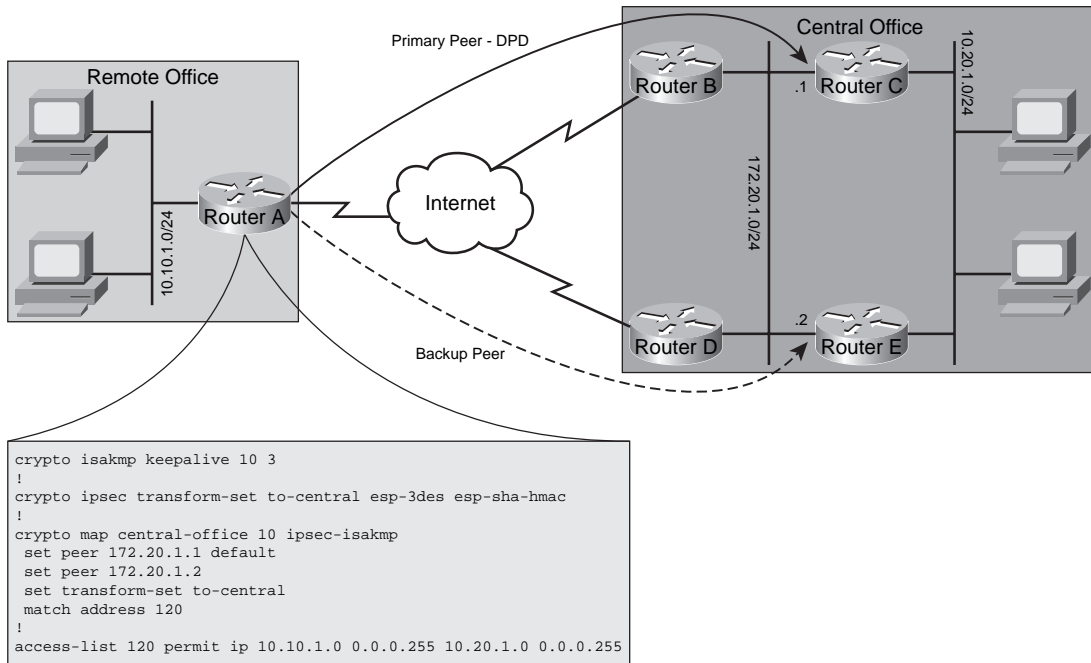 Primary Peer - DPD
Central Office
Remote Office
Router B
Router C
.1
10.20.1.0/24
Router A
10.10.1.0/24
Internet
172.20.1.0/24
Router D
.2
Router E
Backup Peer
crypto isakmp keepalive 10 3
!
crypto ipsec transform-set to-central esp-3des esp-sha-hmac
!
crypto map central-office 10 ipsec-isakmp
set peer 172.20.1.1 default
set peer 172.20.1.2
set transform-set to-central
match address 120
!
access-list 120 permit ip 10.10.1.0 0.0.0.255 10.20.1.0 0.0.0.255